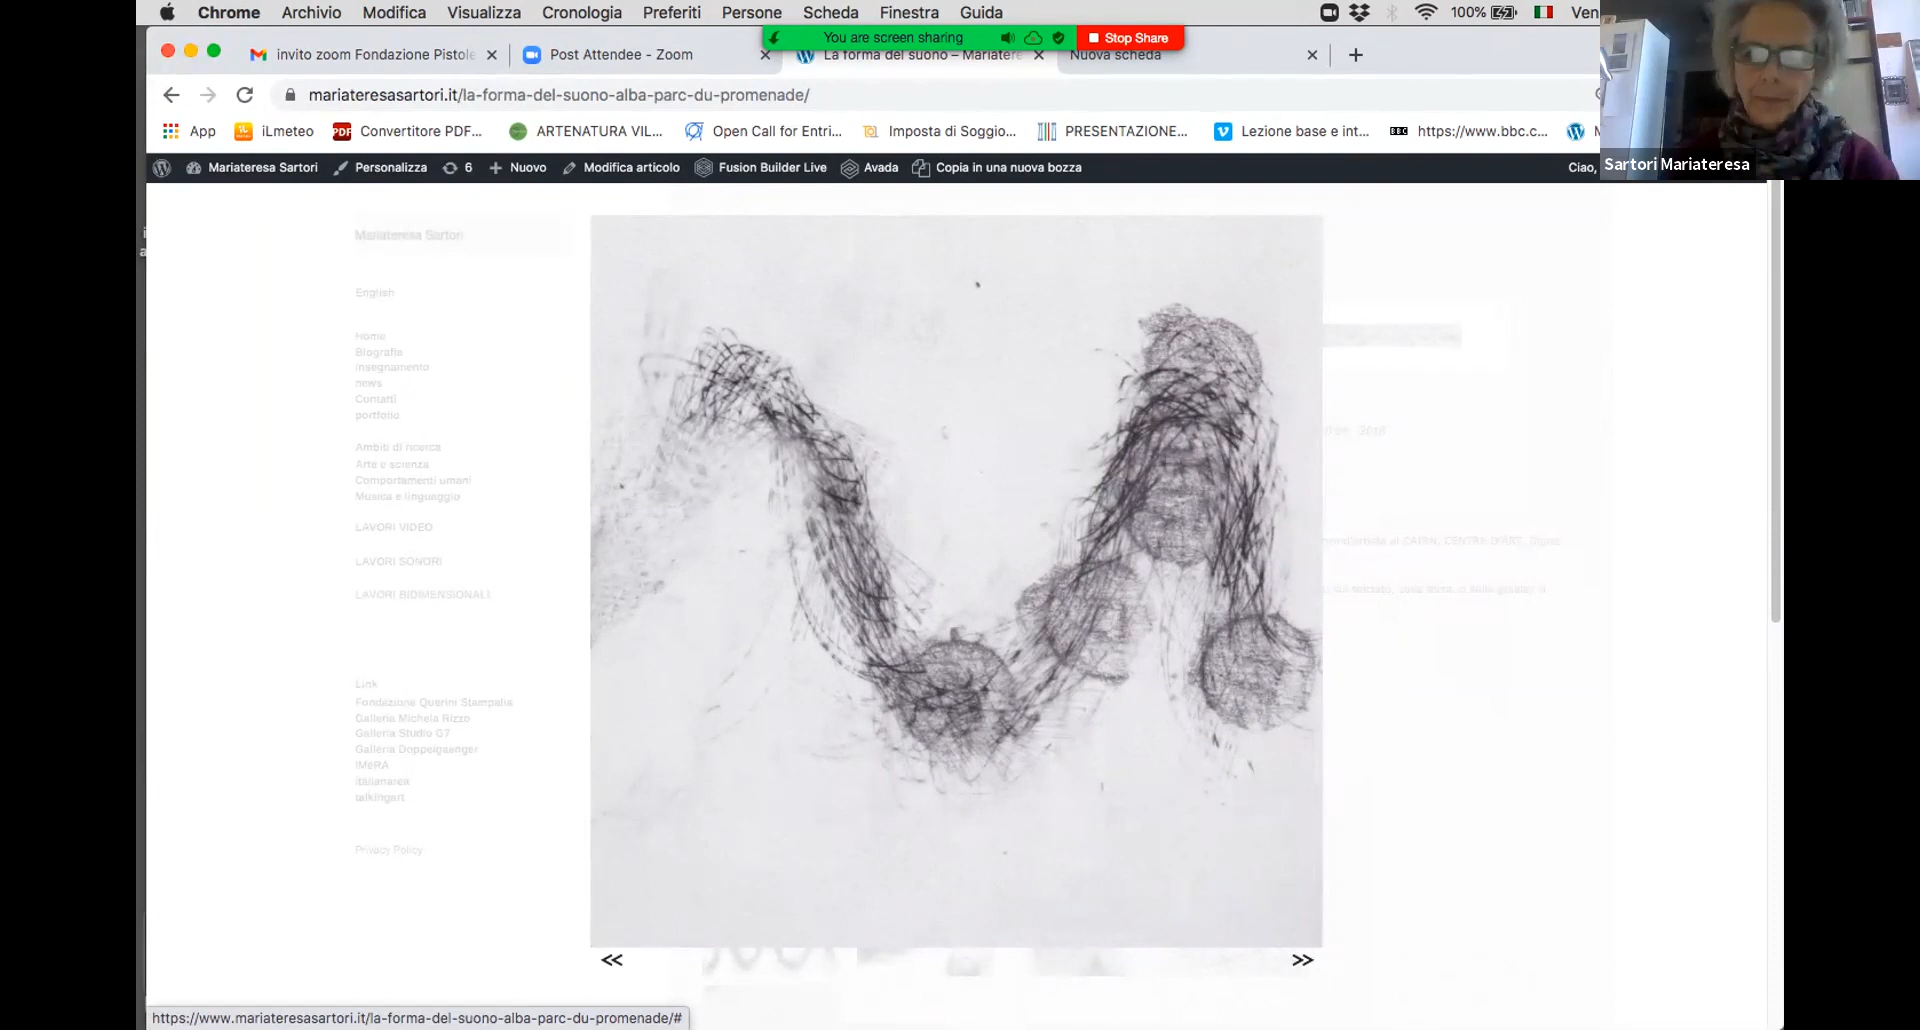 Chrome Archivio Modifica Visualizza Cronologia Preferiti Persone Scheda Finestra Guida 100% Ven
You are screen sharing Stop Share
invito zoom Fondazione Pistole Post Attendee - Zoom La forma del suono – Mariatere Nuova scheda
mariateresasartori.it/la-forma-del-suono-alba-parc-du-promenade/
App iLmeteo PDF Convertitore PDF... ARTENATURA VIL... Open Call for Entri... Imposta di Soggio... PRESENTAZIONE... Lezione base e int... BBC https://www.bbc.c...
Sartori Mariateresa
Mariateresa Sartori Personalizza 6 Nuovo Modifica articolo Fusion Builder Live Avada Copia in una nuova bozza Ciao,
Mariateresa Sartori
English
Home
Biografia
Insegnamento
news
Contatti
portfolio
Ambiti di ricerca
Arte e scienza
Comportamenti umani
Musica e linguaggio
LAVORI VIDEO
LAVORI SONORI
LAVORI BIDIMENSIONALI
Link
Fondazione Querini Stampalia
Galleria Michela Rizzo
Galleria Studio G7
Galleria Doppelgaenger
IMéRA
italianarea
talkingart
Privacy Policy
<< >>
https://www.mariateresasartori.it/la-forma-del-suono-alba-parc-du-promenade/#